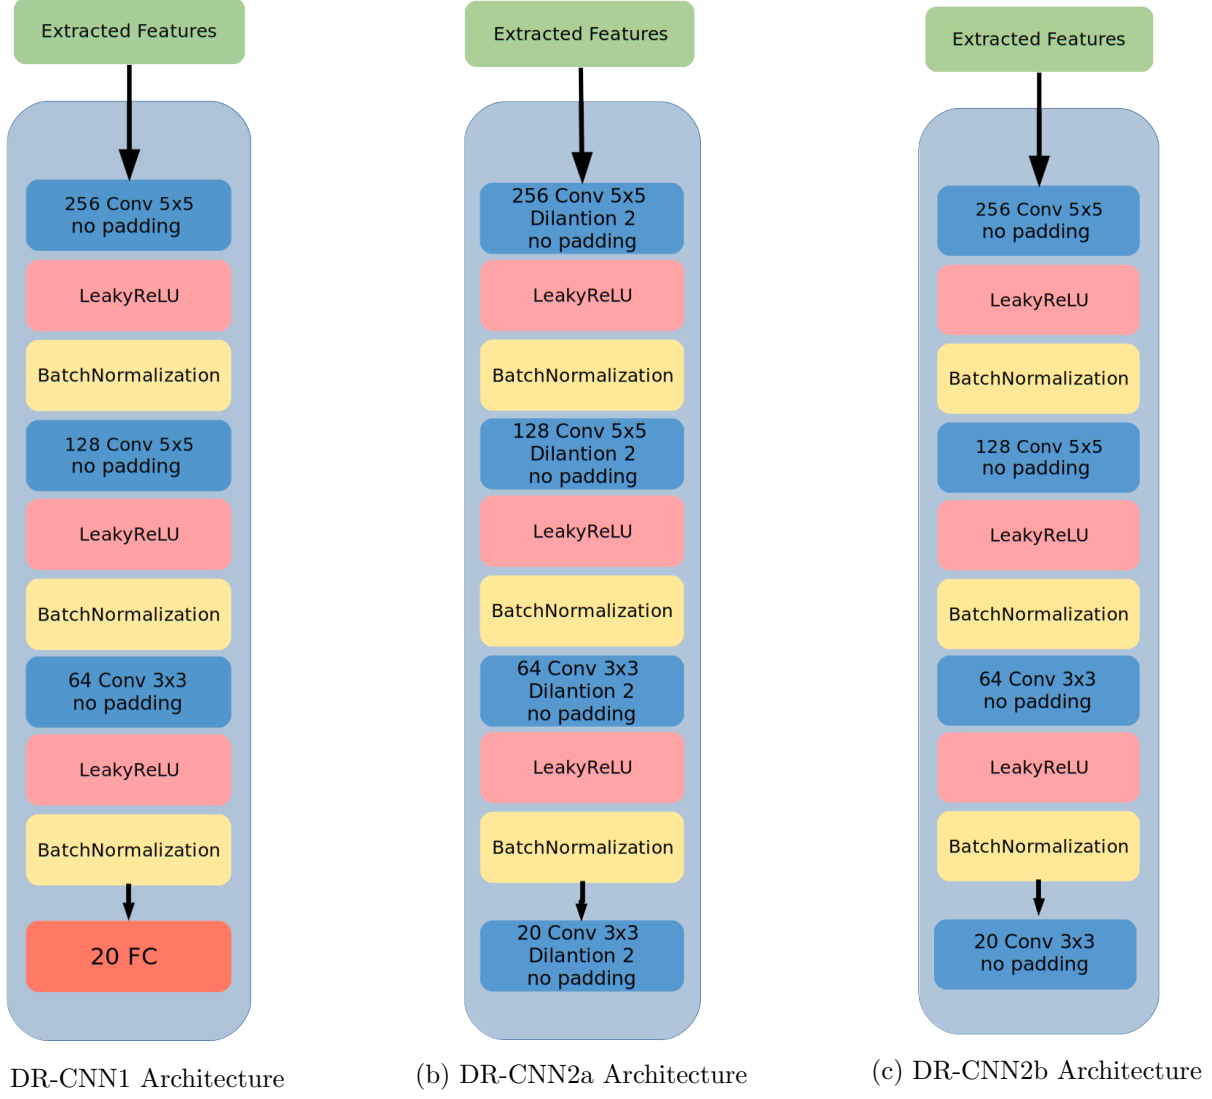 Extracted Features
256 Conv 5x5
no padding
LeakyReLU
BatchNormalization
128 Conv 5x5
no padding
LeakyReLU
BatchNormalization
64 Conv 3x3
no padding
LeakyReLU
BatchNormalization
20 FC
DR-CNN1 Architecture
Extracted Features
256 Conv 5x5
Dilantion 2
no padding
LeakyReLU
BatchNormalization
128 Conv 5x5
Dilantion 2
no padding
LeakyReLU
BatchNormalization
64 Conv 3x3
Dilantion 2
no padding
LeakyReLU
BatchNormalization
20 Conv 3x3
Dilantion 2
no padding
(b) DR-CNN2a Architecture
Extracted Features
256 Conv 5x5
no padding
LeakyReLU
BatchNormalization
128 Conv 5x5
no padding
LeakyReLU
BatchNormalization
64 Conv 3x3
no padding
LeakyReLU
BatchNormalization
20 Conv 3x3
no padding
(c) DR-CNN2b Architecture